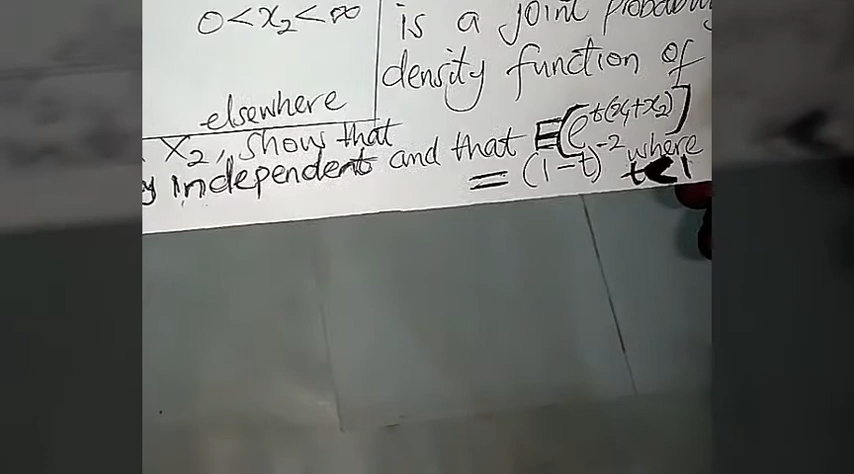 0<x₂<∞
is a joint
density function of
elsewhere
X₂, show that
independent and that E[e^t(x₁+x₂)]
= (1-t)^-2 where
t<1